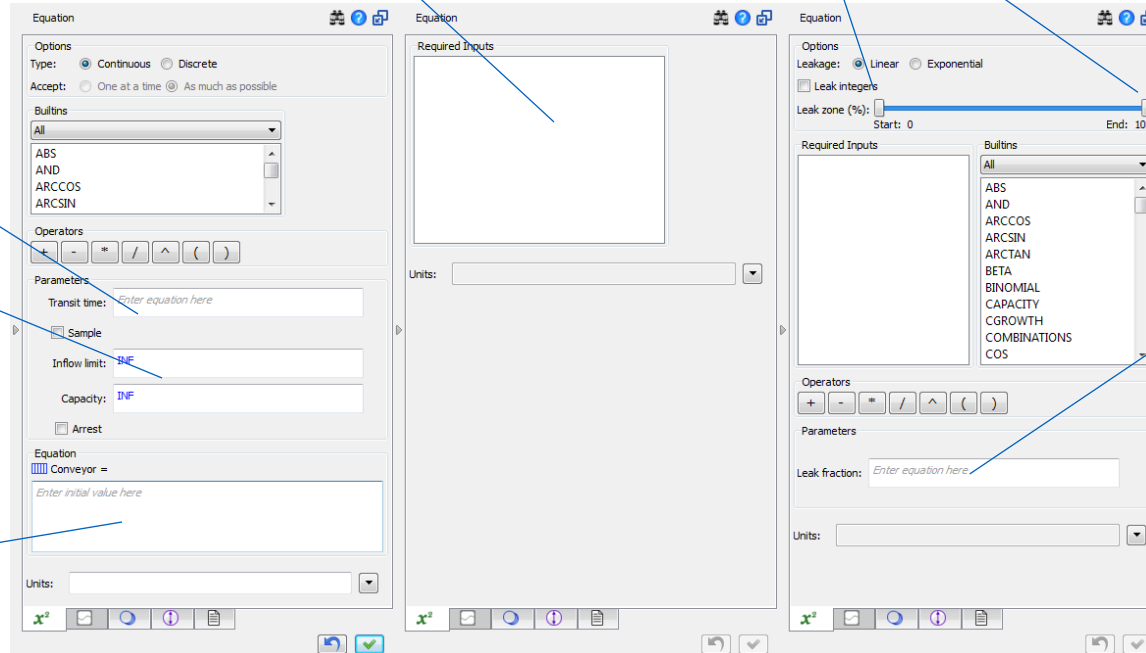 Equation
Options
Type: Continuous Discrete
Accept: One at a time As much as possible
Builtins
All
ABS
AND
ARCCOS
ARCSIN
Operators
+ - * / ^ ( )
Parameters
Transit time: Enter equation here
Sample
Inflow limit: INF
Capacity: INF
Arrest
Equation
Conveyor =
Enter initial value here
Units:
x²
Equation
Required Inputs
Units:
x²
Equation
Options
Leakage: Linear Exponential
Leak integers
Leak zone (%):
Start: 0 End: 10
Required Inputs
Builtins
All
ABS
AND
ARCCOS
ARCSIN
ARCTAN
BETA
BINOMIAL
CAPACITY
CGROWTH
COMBINATIONS
COS
Operators
+ - * / ^ ( )
Parameters
Leak fraction: Enter equation here
Units:
x²